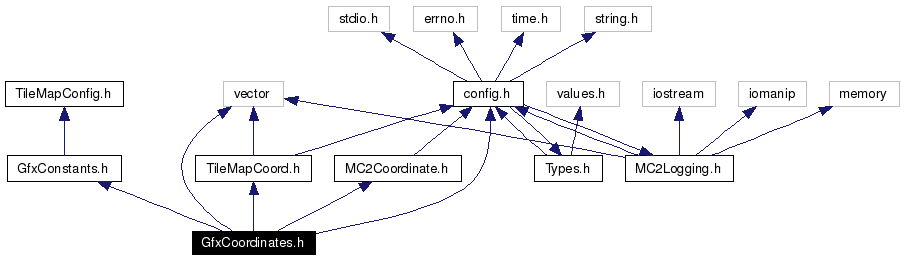 stdio.h
errno.h
time.h
string.h
TileMapConfig.h
vector
config.h
values.h
iostream
iomanip
memory
GfxConstants.h
TileMapCoord.h
MC2Coordinate.h
Types.h
MC2Logging.h
GfxCoordinates.h